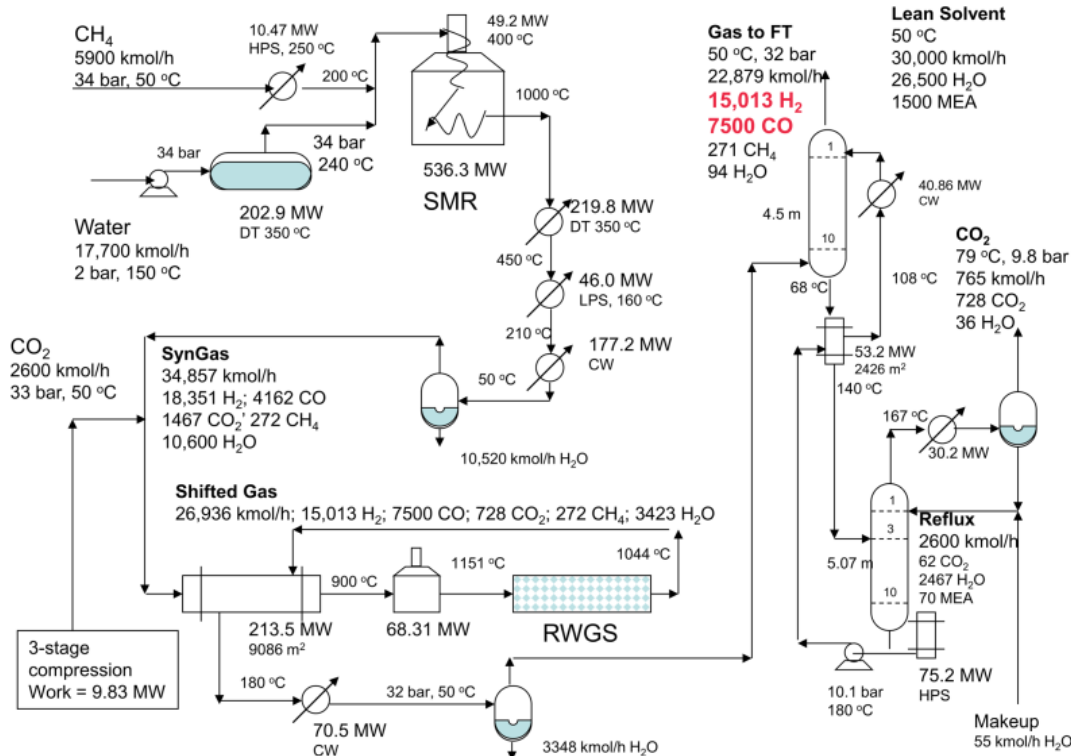 CH4
5900 kmol/h
34 bar, 50 °C
10.47 MW
HPS, 250 °C
200 °C
49.2 MW
400 °C
1000 °C
536.3 MW
SMR
34 bar
34 bar
240 °C
202.9 MW
DT 350 °C
Water
17,700 kmol/h
2 bar, 150 °C
219.8 MW
DT 350 °C
450 °C
46.0 MW
LPS, 160 °C
210 °C
177.2 MW
CW
50 °C
10,520 kmol/h H2O
CO2
2600 kmol/h
33 bar, 50 °C
SynGas
34,857 kmol/h
18,351 H2; 4162 CO
1467 CO2' 272 CH4
10,600 H2O
Shifted Gas
26,936 kmol/h; 15,013 H2; 7500 CO; 728 CO2; 272 CH4; 3423 H2O
900 °C
1151 °C
1044 °C
213.5 MW
9086 m2
68.31 MW
RWGS
3-stage
compression
Work = 9.83 MW
180 °C
70.5 MW
CW
32 bar, 50 °C
3348 kmol/h H2O
Gas to FT
50 °C, 32 bar
22,879 kmol/h
15,013 H2
7500 CO
271 CH4
94 H2O
Lean Solvent
50 °C
30,000 kmol/h
26,500 H2O
1500 MEA
1
4.5 m
10
40.86 MW
CW
68 °C
108 °C
53.2 MW
2426 m2
140 °C
CO2
79 °C, 9.8 bar
765 kmol/h
728 CO2
36 H2O
167 °C
30.2 MW
1
3
5.07 m
10
Reflux
2600 kmol/h
62 CO2
2467 H2O
70 MEA
75.2 MW
HPS
10.1 bar
180 °C
Makeup
55 kmol/h H2O